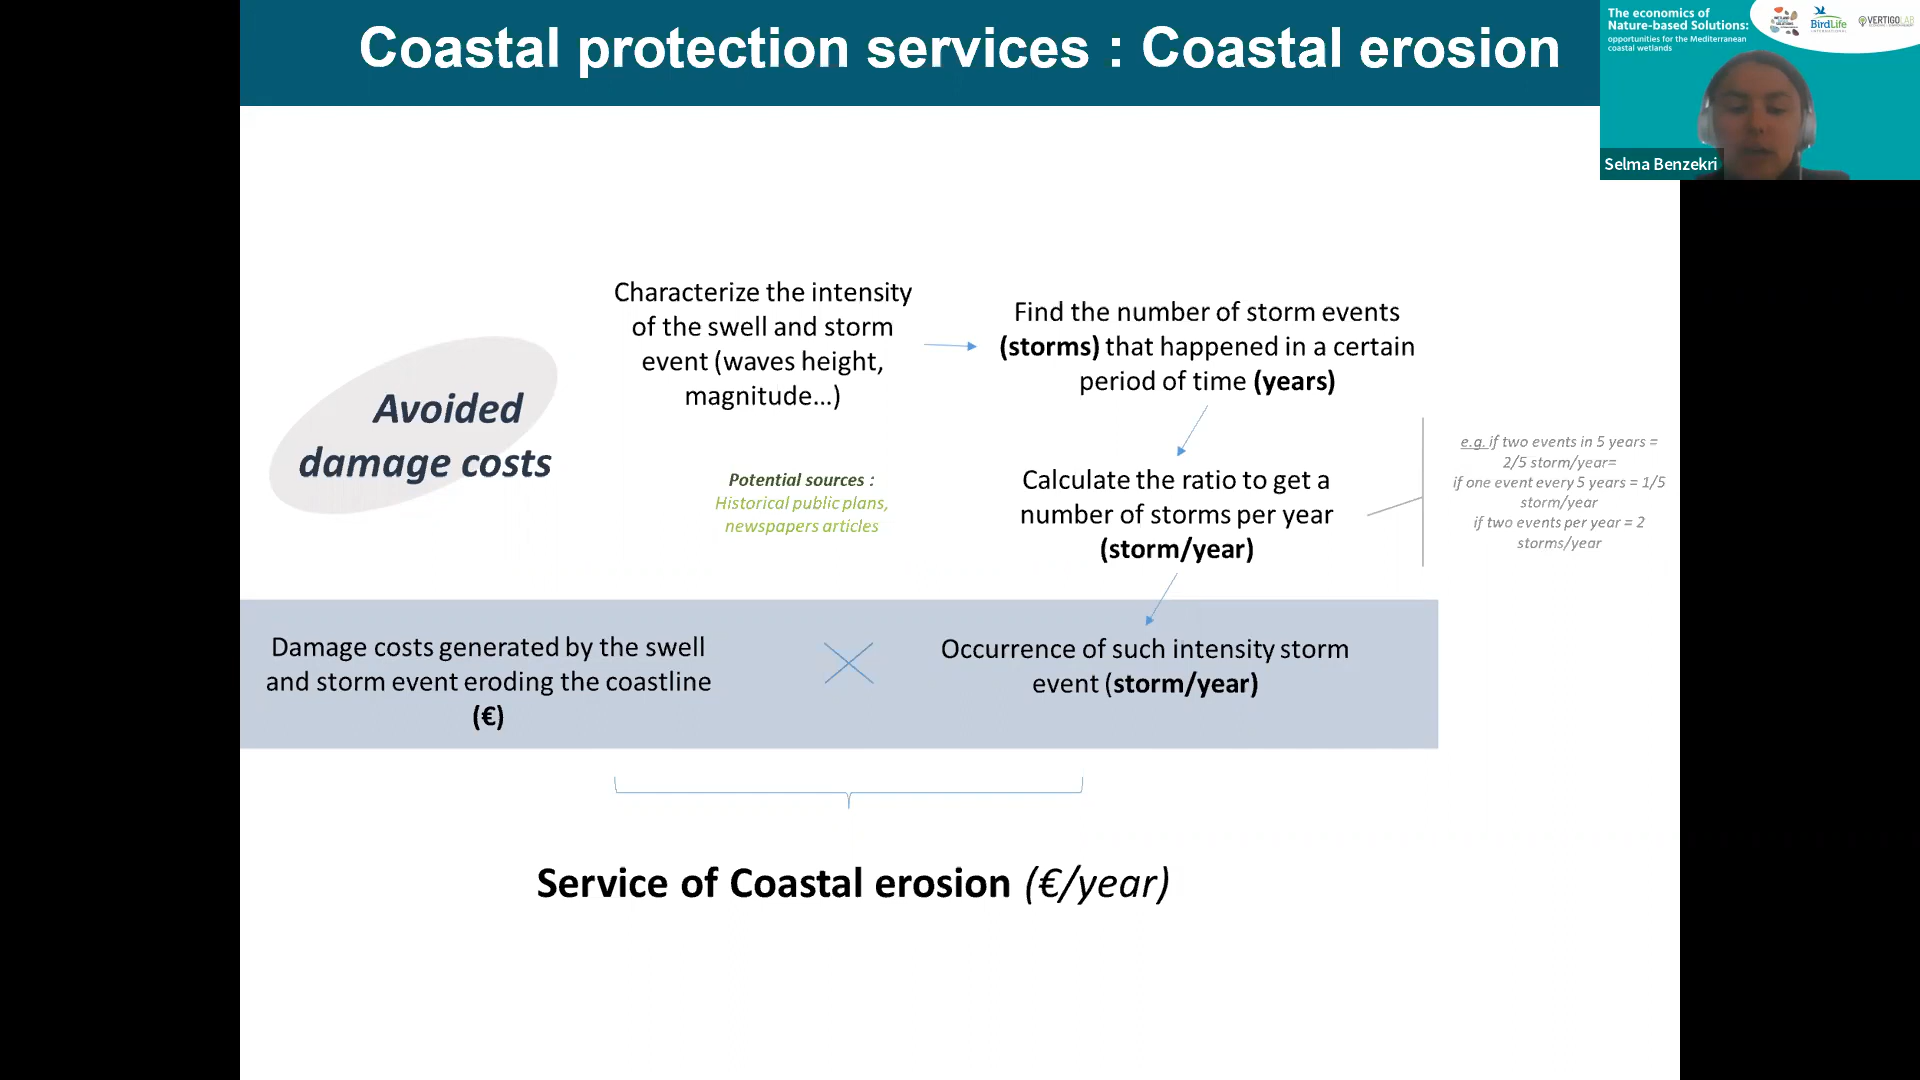 Coastal protection services : Coastal erosion
The economics of
Nature-based Solutions:
opportunities for the Mediterranean
coastal wetlands
BirdLife
INTERNATIONAL
VERTIGOLAB
Selma Benzekri
Characterize the intensity
of the swell and storm
event (waves height,
magnitude...)
Find the number of storm events
(storms) that happened in a certain
period of time (years)
Avoided
damage costs
Potential sources :
Historical public plans,
newspapers articles
Calculate the ratio to get a
number of storms per year
(storm/year)
e.g. if two events in 5 years =
2/5 storm/year=
if one event every 5 years = 1/5
storm/year
if two events per year = 2
storms/year
Damage costs generated by the swell
and storm event eroding the coastline
(€)
Occurrence of such intensity storm
event (storm/year)
Service of Coastal erosion (€/year)